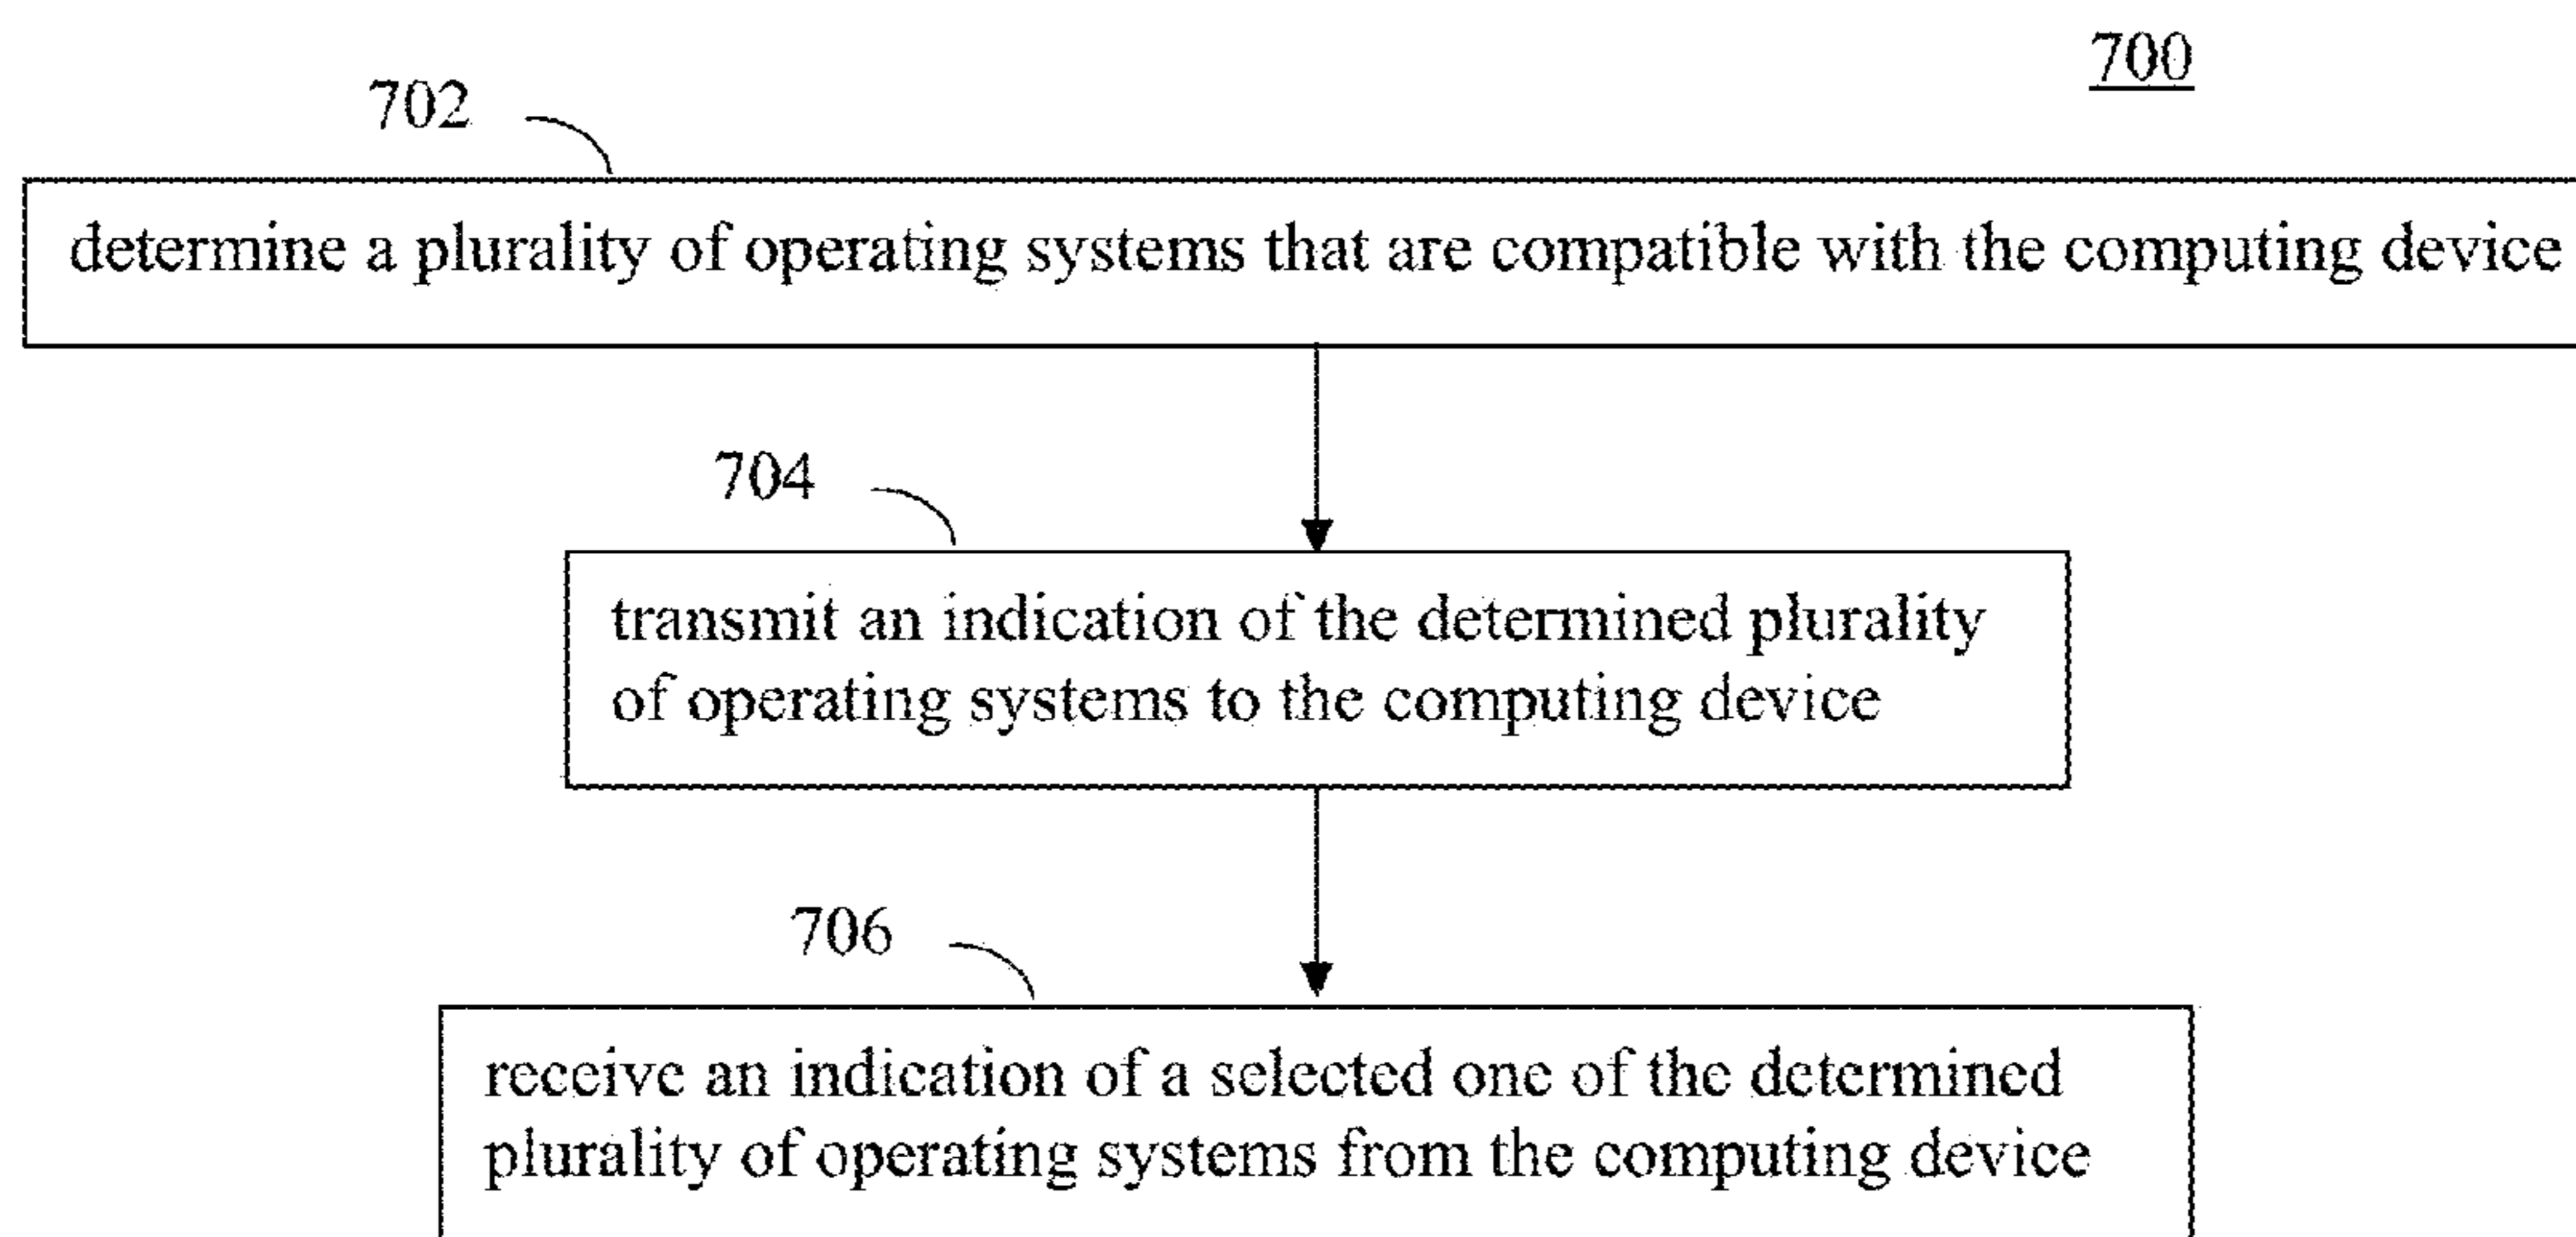 700
702
determine a plurality of operating systems that are compatible with the computing device
704
transmit an indication of the determined plurality
of operating systems to the computing device
706
receive an indication of a selected one of the determined
plurality of operating systems from the computing device